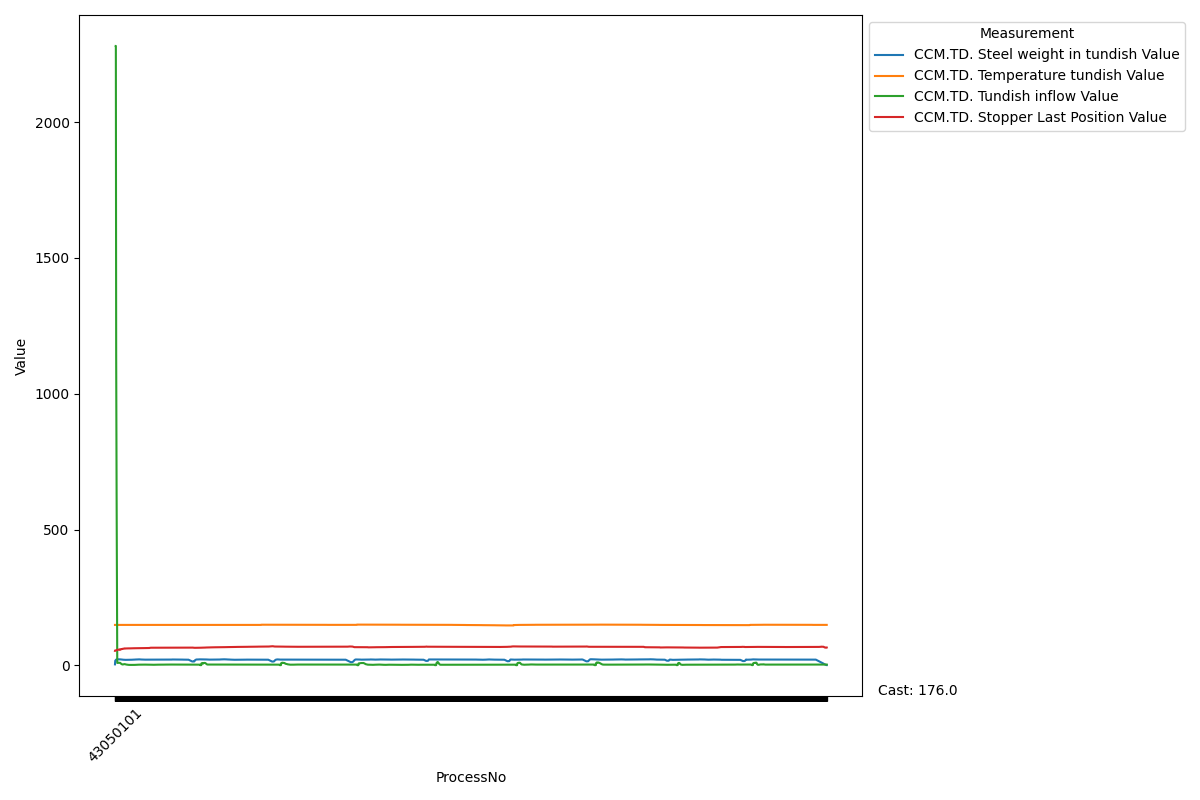 Measurement
CCM.TD. Steel weight in tundish Value
CCM.TD. Temperature tundish Value
CCM.TD. Tundish inflow Value
CCM.TD. Stopper Last Position Value
Value
2000
1500
1000
500
0
Cast: 176.0
43050101
ProcessNo